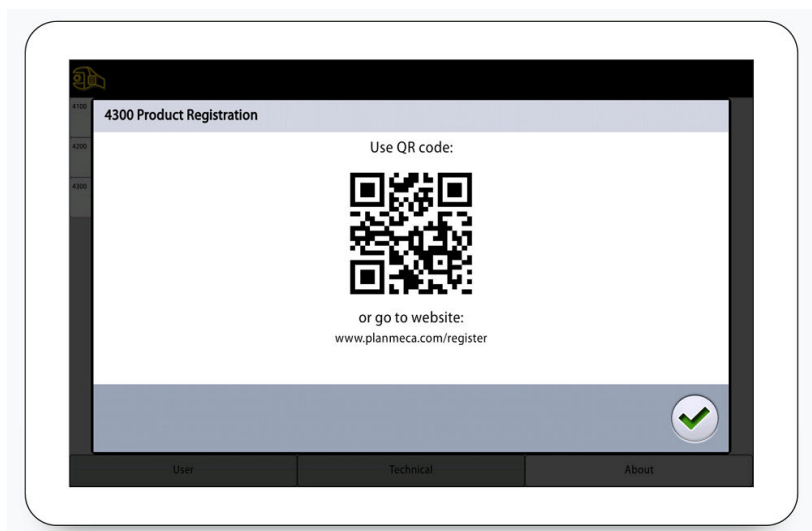 4100
4300 Product Registration
4200
Use QR code:
4300
or go to website:
www.planmeca.com/register
User
Technical
About